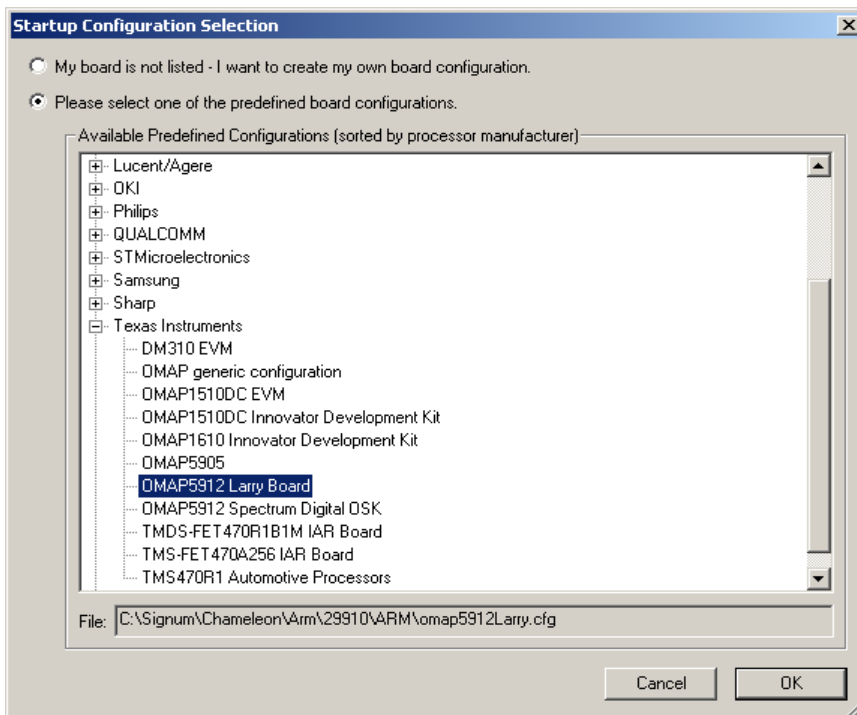 Startup Configuration Selection
My board is not listed - I want to create my own board configuration.
Please select one of the predefined board configurations.
Available Predefined Configurations (sorted by processor manufacturer)
Lucent/Agere
OKI
Philips
QUALCOMM
STMicroelectronics
Samsung
Sharp
Texas Instruments
DM310 EVM
OMAP generic configuration
OMAP1510DC EVM
OMAP1510DC Innovator Development Kit
OMAP1610 Innovator Development Kit
OMAP5905
OMAP5912 Larry Board
OMAP5912 Spectrum Digital OSK
TMDS-FET470R1B1M IAR Board
TMS-FET470A256 IAR Board
TMS470R1 Automotive Processors
File: C:\Signum\Chameleon\Arm\29910\ARM\omap5912Larry.cfg
Cancel OK